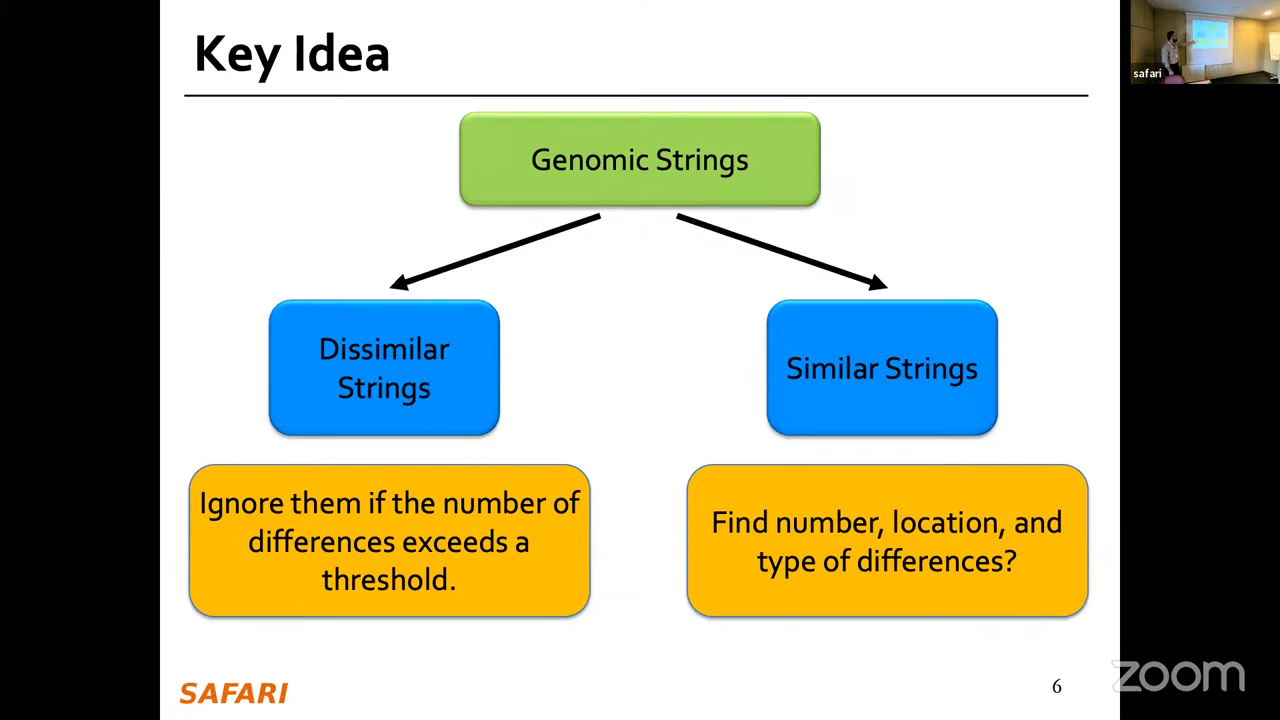 Key Idea
safari
Genomic Strings
Dissimilar
Strings
Similar Strings
Ignore them if the number of
differences exceeds a
threshold.
Find number, location, and
type of differences?
SAFARI
6
zoom